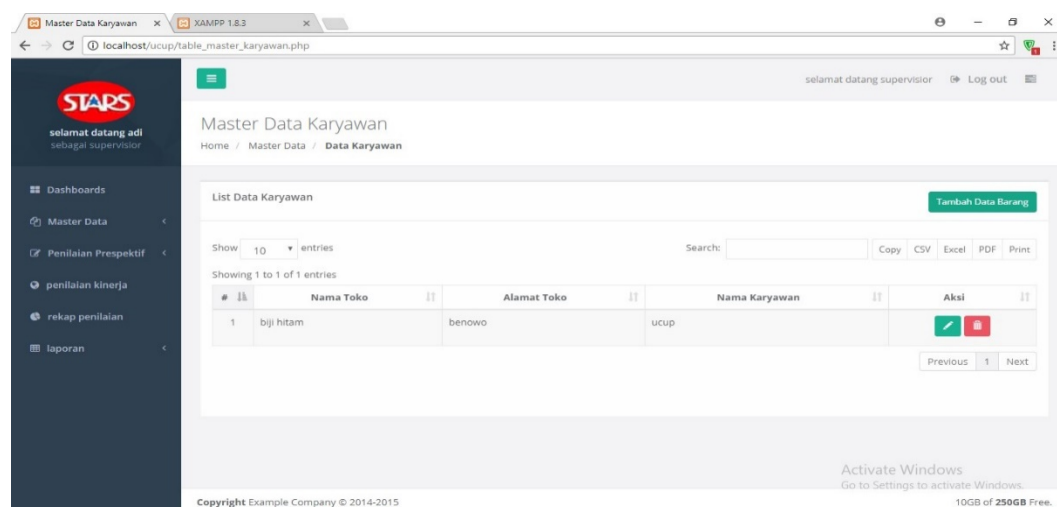 Master Data Karyawan
XAMPP 1.8.3
localhost/ucup/table_master_karyawan.php
STARS
selamat datang adi
sebagai supervisior
selamat datang supervisior
Log out
Master Data Karyawan
Home / Master Data / Data Karyawan
Dashboards
Master Data
Penilaian Prespektif
penilaian kinerja
rekap penilaian
laporan
List Data Karyawan
Tambah Data Barang
Show 10 entries
Search:
Copy CSV Excel PDF Print
Showing 1 to 1 of 1 entries
# Nama Toko Alamat Toko Nama Karyawan Aksi
1 biji hitam benowo ucup
Previous 1 Next
Activate Windows
Go to Settings to activate Windows.
Copyright Example Company © 2014-2015
10GB of 250GB Free.